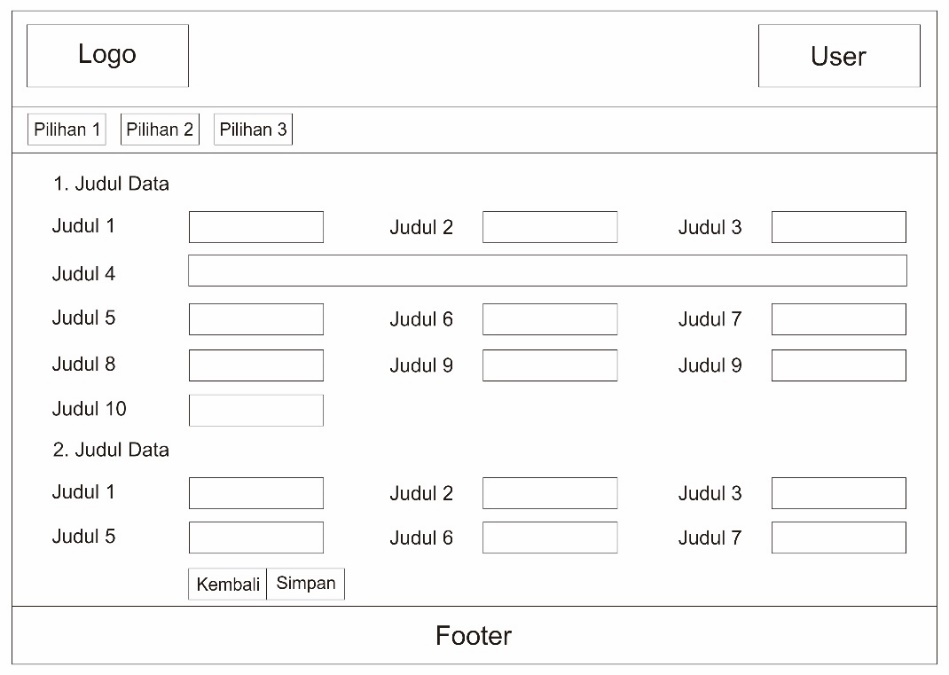 Logo
User
Pilihan 1 Pilihan 2 Pilihan 3
1. Judul Data
Judul 1 Judul 2 Judul 3
Judul 4
Judul 5 Judul 6 Judul 7
Judul 8 Judul 9 Judul 9
Judul 10
2. Judul Data
Judul 1 Judul 2 Judul 3
Judul 5 Judul 6 Judul 7
Kembali Simpan
Footer